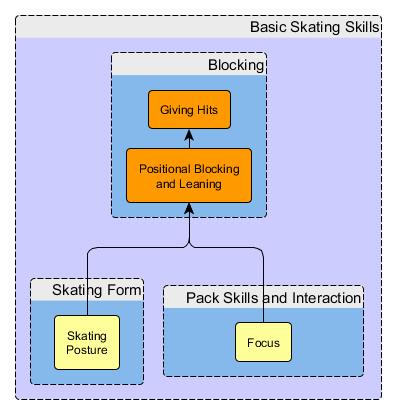 Basic Skating Skills
Blocking
Giving Hits
Positional Blocking
and Leaning
Skating Form
Skating
Posture
Pack Skills and Interaction
Focus